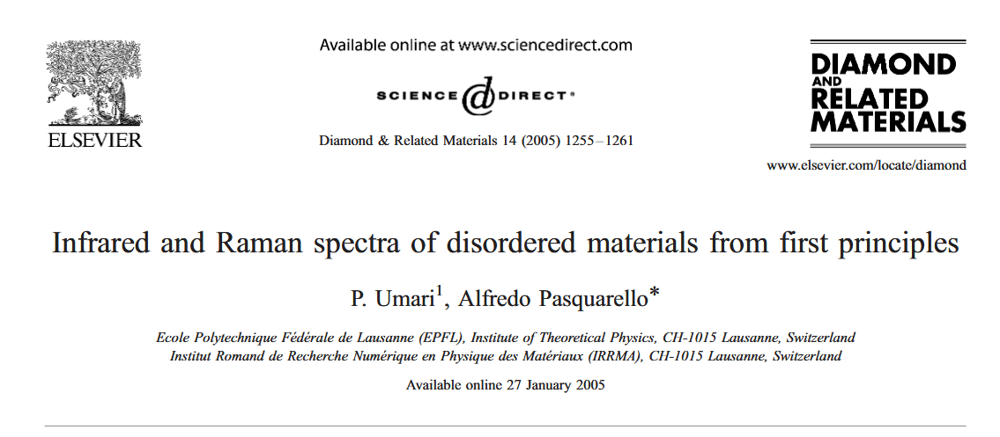 ELSEVIER
Available online at www.sciencedirect.com
SCIENCE @ DIRECT®
Diamond & Related Materials 14 (2005) 1255–1261
DIAMOND
AND
RELATED
MATERIALS
www.elsevier.com/locate/diamond
Infrared and Raman spectra of disordered materials from first principles
P. Umari1, Alfredo Pasquarello*
Ecole Polytechnique Fédérale de Lausanne (EPFL), Institute of Theoretical Physics, CH-1015 Lausanne, Switzerland
Institut Romand de Recherche Numérique en Physique des Matériaux (IRRMA), CH-1015 Lausanne, Switzerland
Available online 27 January 2005